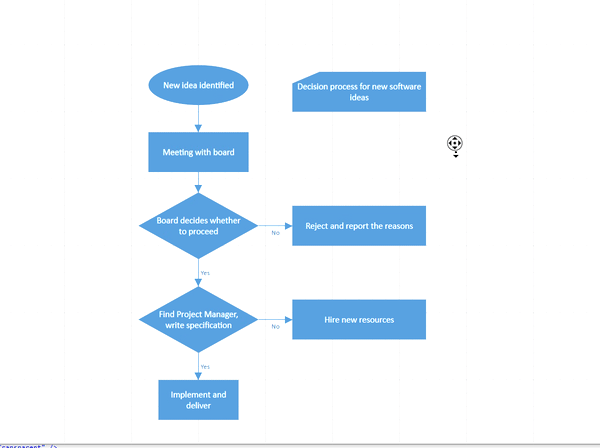 New idea identified
Decision process for new software
ideas
Meeting with board
Board decides whether
to proceed
No
Reject and report the reasons
Yes
Find Project Manager,
write specification
No
Hire new resources
Yes
Implement and
deliver